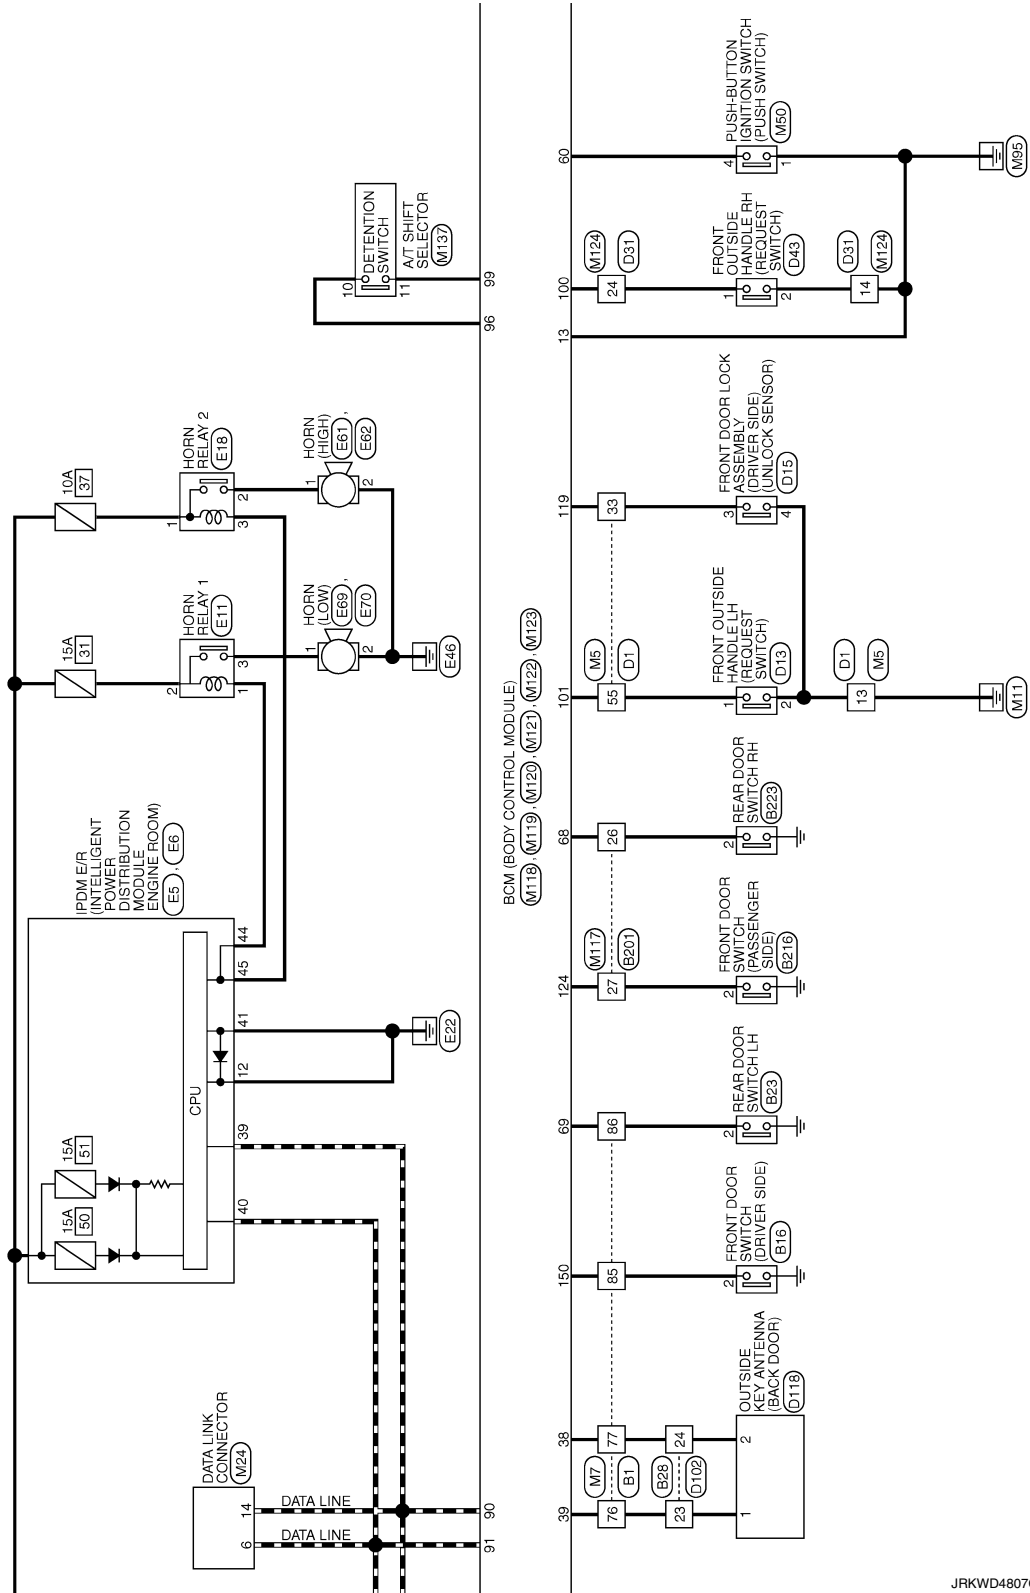 DATA LINK
CONNECTOR
M24
14
6
DATA LINE
DATA LINE
90
91
15A
50
15A
51
CPU
40
39
12
41
45
44
E22
IPDM E/R
(INTELLIGENT
POWER
DISTRIBUTION
MODULE
ENGINE ROOM)
E5 , E6
15A
31
HORN
RELAY 1
E11
2
1
3
HORN
(LOW)
E69 ,
E70
1
2
E46
10A
37
HORN
RELAY 2
E18
1
3
2
HORN
(HIGH)
E61 ,
E62
1
2
10
11
DETENTION
SWITCH
A/T SHIFT
SELECTOR
M137
96
99
BCM (BODY CONTROL MODULE)
M118 , M119 , M120 , M121 , M122 , M123
39
38
150
69
124
68
101
119
13
100
60
M7
B1
76
77
B28
D102
23
24
1
2
OUTSIDE
KEY ANTENNA
(BACK DOOR)
D118
85
2
FRONT DOOR
SWITCH
(DRIVER SIDE)
B16
86
2
REAR DOOR
SWITCH LH
B23
M117
B201
27
2
FRONT DOOR
SWITCH
(PASSENGER
SIDE)
B216
26
2
REAR DOOR
SWITCH RH
B223
M5
D1
55
1
2
FRONT OUTSIDE
HANDLE LH
(REQUEST
SWITCH)
D13
D1
M5
13
M11
33
3
4
FRONT DOOR LOCK
ASSEMBLY
(DRIVER SIDE)
(UNLOCK SENSOR)
D15
M124
D31
24
1
2
FRONT
OUTSIDE
HANDLE RH
(REQUEST
SWITCH)
D43
D31
M124
14
4
1
PUSH-BUTTON
IGNITION SWITCH
(PUSH SWITCH)
M50
M95